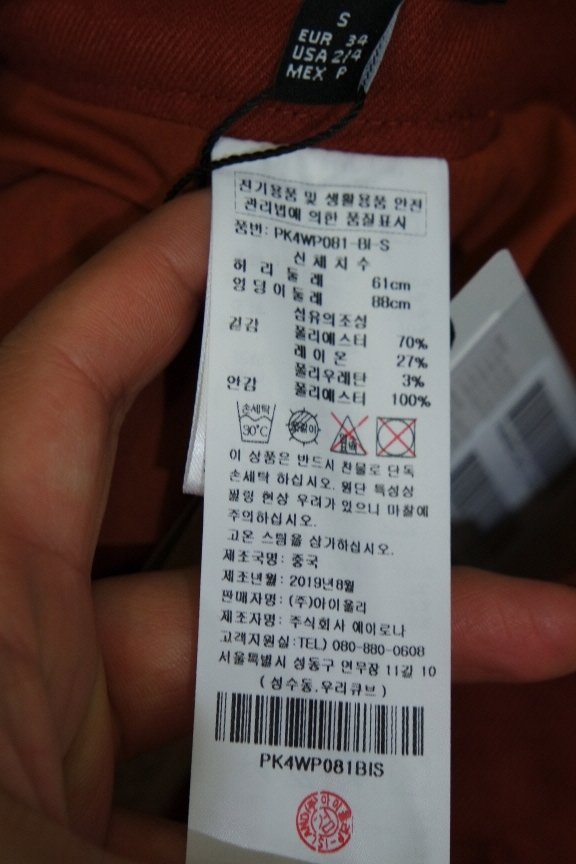 S
EUR 34
USA 2/4
MEX P
전기용품 및 생활용품 안전
관리법에 의한 품질표시
품번: PK4WP081-BI-S
신체치수
허리둘레 61cm
엉덩이둘레 88cm
섬유의조성
겉감 폴리에스터 70%
레이온 27%
폴리우레탄 3%
안감 폴리에스터 100%
손세탁
30℃
이 상품은 반드시 찬물로 단독
손세탁 하십시오. 원단 특성상
필링 현상 우려가 있으니 마찰에
주의하십시오.
고온 스팀을 삼가하십시오.
제조국명: 중국
제조년월: 2019년8월
판매자명: (주)아이올리
제조자명: 주식회사 에이로나
고객지원실:TEL) 080-880-0608
서울특별시 성동구 연무장 11길 10
(성수동.우리큐브)
PK4WP081BIS